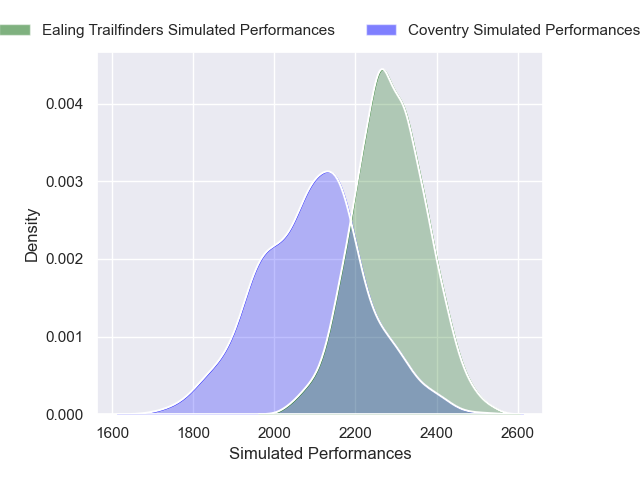 Ealing Trailfinders Simulated Performances
Coventry Simulated Performances
0.004
0.003
0.002
0.001
0.000
Density
1600 1800 2000 2200 2400 2600
Simulated Performances